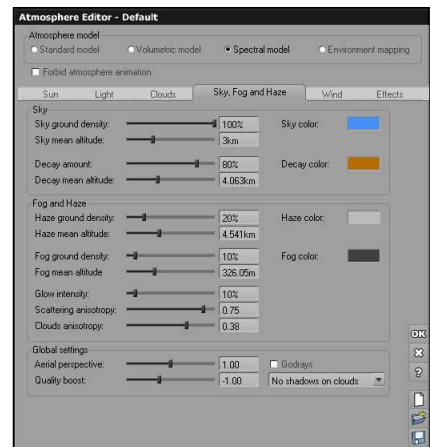 Atmosphere Editor - Default
Atmosphere model
Standard model Volumetric model Spectral model Environment mapping
Forbid atmosphere animation
Sun Light Clouds Sky, Fog and Haze Wind Effects
Sky
Sky ground density: 100% Sky color:
Sky mean altitude: 3km
Decay amount: 80% Decay color:
Decay mean altitude: 4.063km
Fog and Haze
Haze ground density: 20% Haze color:
Haze mean altitude: 4.541km
Fog ground density: 10% Fog color:
Fog mean altitude 326.05m
Glow intensity: 10%
Scattering anisotropy: 0.75
Clouds anisotropy: 0.38
OK
Global settings
Aerial perspective: 1.00 Godrays
?
Quality boost: -1.00 No shadows on clouds